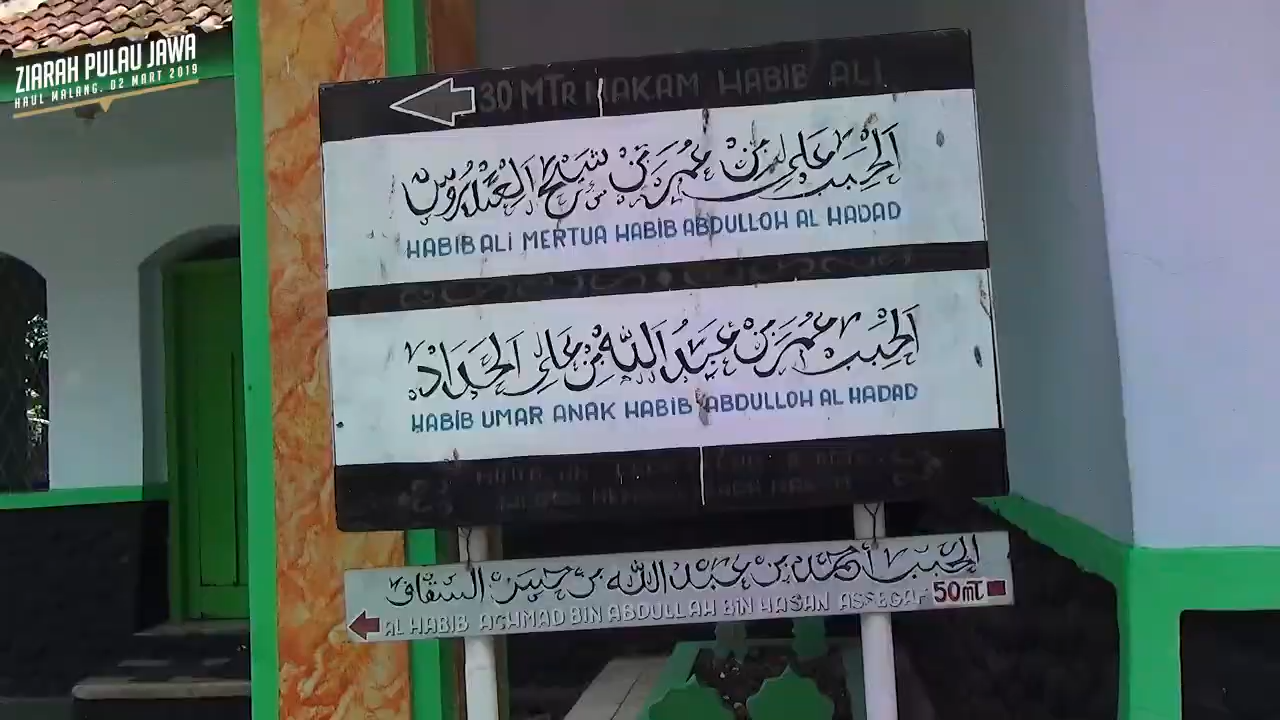 ZIARAH PULAU JAWA
HAUL MALANG, 02 MART 2019
30 MTR MAKAM HABIB ALI
الحبيب علي بن عمر بن شيخ العيدروس
HABIB ALI MERTUA HABIB ABDULLOH AL HADAD
الحبيب عمر بن عبد الله بن علي الحداد
HABIB UMAR ANAK HABIB ABDULLOH AL HADAD
الحبيب أحمد بن عبد الله بن حسن السقاف
AL HABIB ACHMAD BIN ABDULLAH BIN HASAN ASSEGAF 50mT